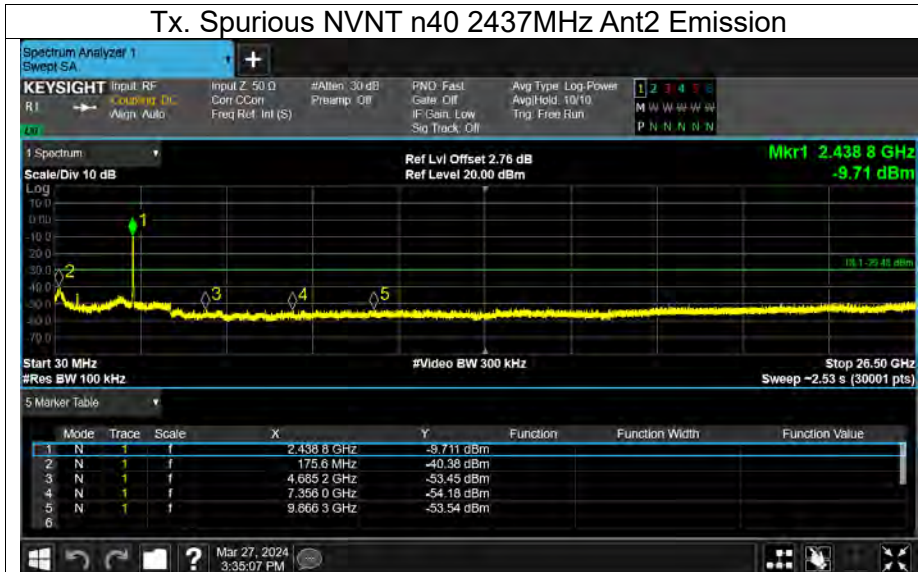 Tx. Spurious NVNT n40 2437MHz Ant2 Emission
Spectrum Analyzer 1
Swept SA
+
KEYSIGHT Input: RF Input Z: 50 Ω #Atten: 30 dB PNO: Fast Avg Type: Log-Power 1 2 3 4 5 6
R1 Coupling: DC Corr CCorr Preamp: Off Gate: Off Avg|Hold: 10/10 M W W W W W W
Align: Auto Freq Ref: Int (S) IF Gain: Low Trig: Free Run
Sig Track: Off P N N N N N N
1 Spectrum Ref Lvl Offset 2.76 dB Mkr1 2.438 8 GHz
Scale/Div 10 dB Ref Level 20.00 dBm -9.71 dBm
Log
10.0
0.00
1
-10.0
-20.0
-30.0 DL1 -29.48 dBm
2
-40.0
-50.0 3 4 5
-60.0
-70.0
Start 30 MHz #Video BW 300 kHz Stop 26.50 GHz
#Res BW 100 kHz Sweep ~2.53 s (30001 pts)
5 Marker Table
Mode Trace Scale X Y Function Function Width Function Value
1 N 1 f 2.438 8 GHz -9.711 dBm
2 N 1 f 175.6 MHz -40.38 dBm
3 N 1 f 4.685 2 GHz -53.45 dBm
4 N 1 f 7.356 0 GHz -54.18 dBm
5 N 1 f 9.866 3 GHz -53.54 dBm
6
? Mar 27, 2024
3:35:07 PM